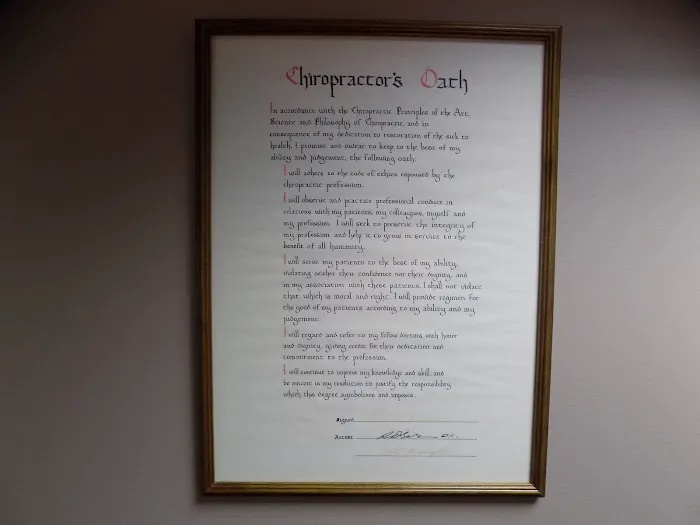 Chiropractor's Oath
In accordance with the Chiropractic Principles of the Art,
Science and Philosophy of Chiropractic, and in
consequence of my dedication to restoration of the sick to
health, I promise and swear to keep to the best of my
ability and judgement, the following oath:
I will adhere to the code of ethics espoused by the
chiropractic profession.
I will observe and practice professional conduct in
relations with my patients, my colleagues, myself and
my profession. I will seek to preserve the integrity of
my profession and help it to grow in service to the
benefit of all humanity.
I will serve my patients to the best of my ability,
violating neither their confidence nor their dignity, and
in my association with these patients, I shall not violate
that which is moral and right. I will provide regimen for
the good of my patients according to my ability and my
judgement.
I will regard and refer to my fellow doctors with honor
and dignity, giving credit for their dedication and
commitment to the profession.
I will continue to improve my knowledge and skill, and
be sincere in my resolution to justify the responsibility
which this degree symbolizes and imposes.
Signed
Attest D.C.